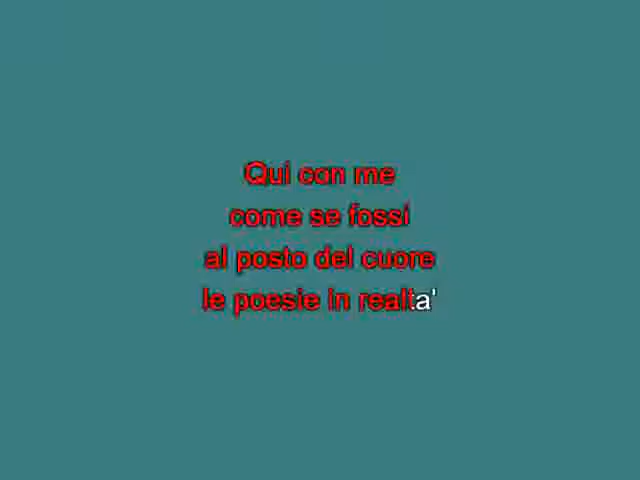 Qui con me
come se fossi
al posto del cuore
le poesie in realta'